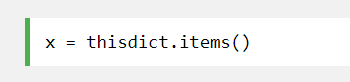 x = thisdict.items()